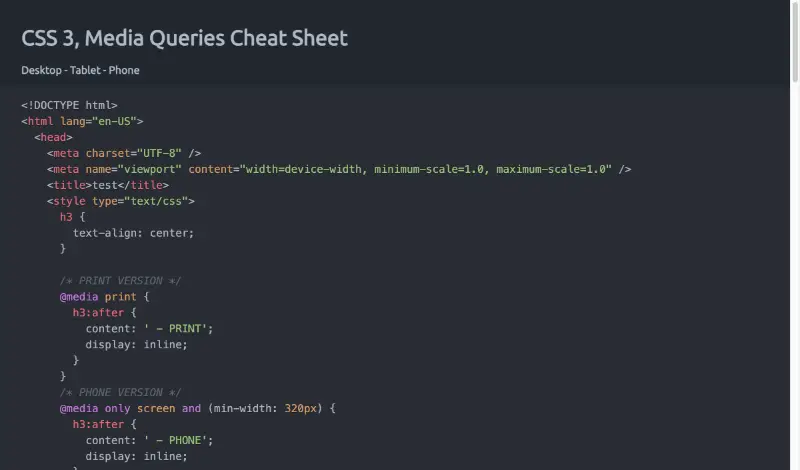 CSS 3, Media Queries Cheat Sheet
Desktop - Tablet - Phone
<!DOCTYPE html>
<html lang="en-US">
  <head>
    <meta charset="UTF-8" />
    <meta name="viewport" content="width=device-width, minimum-scale=1.0, maximum-scale=1.0" />
    <title>test</title>
    <style type="text/css">
      h3 {
        text-align: center;
      }
      /* PRINT VERSION */
      @media print {
        h3:after {
          content: ' - PRINT';
          display: inline;
        }
      }
      /* PHONE VERSION */
      @media only screen and (min-width: 320px) {
        h3:after {
          content: ' - PHONE';
          display: inline;
        }